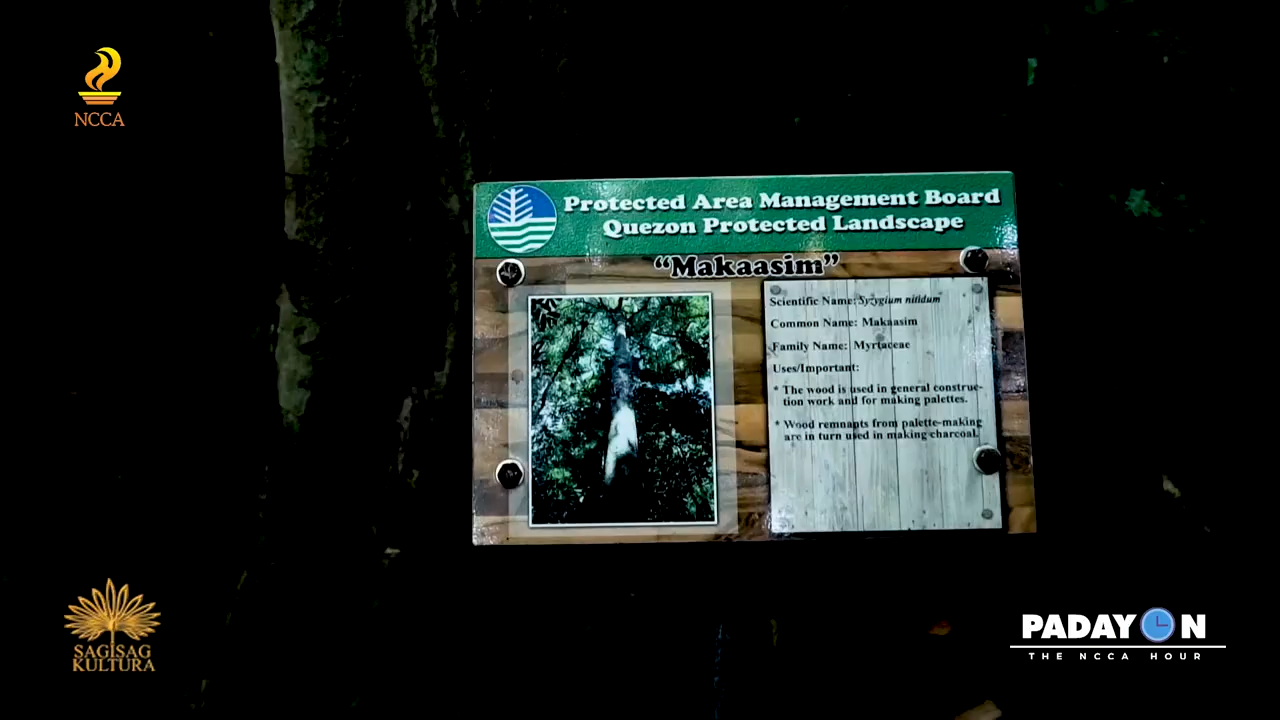 NCCA
Protected Area Management Board
Quezon Protected Landscape
“Makaasim”
Scientific Name: Syzygium nitidum
Common Name: Makaasim
Family Name: Myrtaceae
Uses/Important:
* The wood is used in general construc-
tion work and for making palettes.
* Wood remnants from palette-making
are in turn used in making charcoal.
SAGISAG
KULTURA
PADAYON
THE NCCA HOUR